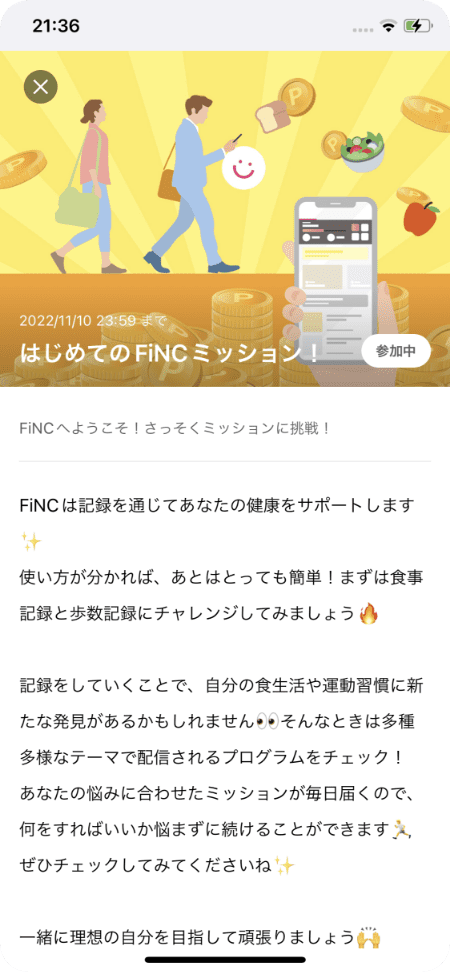 21:36
2022/11/10 23:59 まで
はじめてのFiNCミッション！
参加中
FiNCへようこそ！さっそくミッションに挑戦！
FiNCは記録を通じてあなたの健康をサポートします
✨
使い方が分かれば、あとはとっても簡単！まずは食事
記録と歩数記録にチャレンジしてみましょう🔥
記録をしていくことで、自分の食生活や運動習慣に新
たな発見があるかもしれません👀そんなときは多種
多様なテーマで配信されるプログラムをチェック！
あなたの悩みに合わせたミッションが毎日届くので、
何をすればいいか悩まずに続けることができます🏃
ぜひチェックしてみてくださいね✨
一緒に理想の自分を目指して頑張りましょう🙌